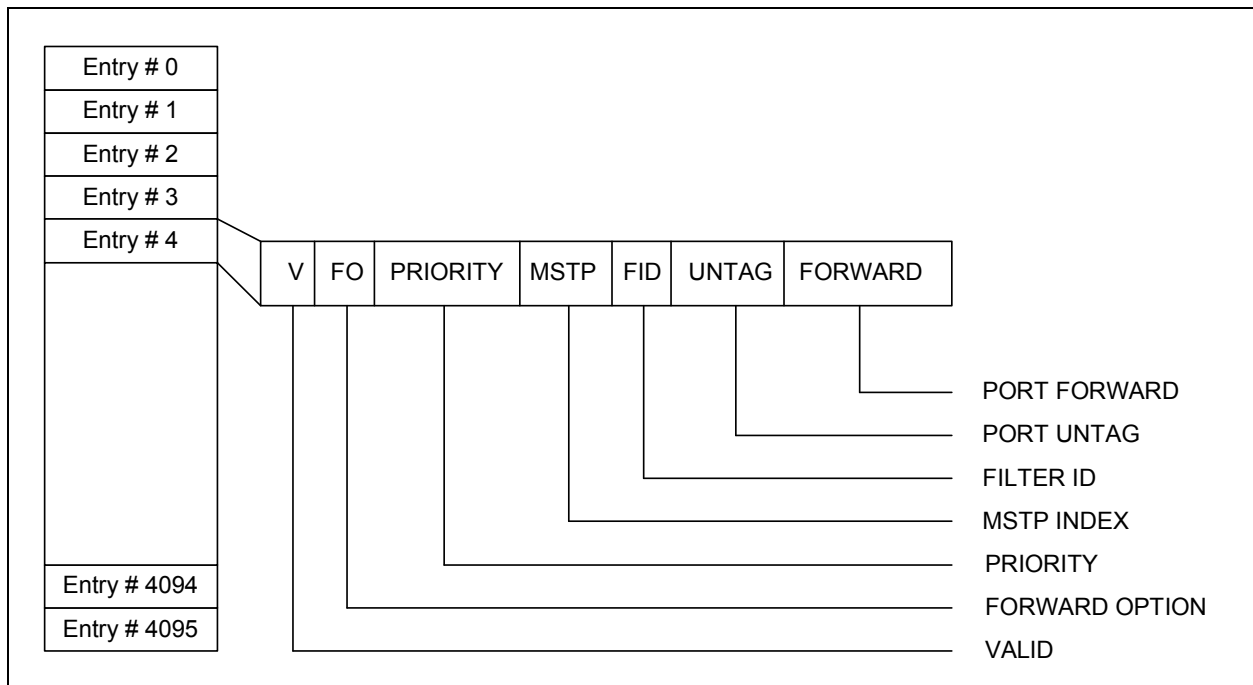 Entry # 0
Entry # 1
Entry # 2
Entry # 3
Entry # 4
V FO PRIORITY MSTP FID UNTAG FORWARD
PORT FORWARD
PORT UNTAG
FILTER ID
MSTP INDEX
PRIORITY
FORWARD OPTION
VALID
Entry # 4094
Entry # 4095